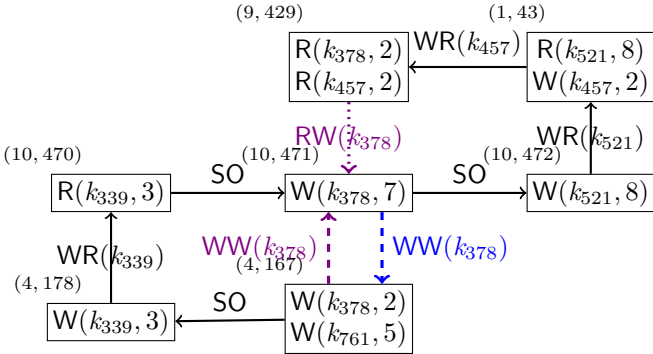 (9, 429)
(1, 43)
R(k378, 2)
R(k457, 2)
WR(k457)
R(k521, 8)
W(k457, 2)
RW(k378)
WR(k521)
(10, 470)
(10, 471)
(10, 472)
R(k339, 3)
SO
W(k378, 7)
SO
W(k521, 8)
WR(k339)
WW(k378)
WW(k378)
(4, 178)
(4, 167)
W(k339, 3)
SO
W(k378, 2)
W(k761, 5)